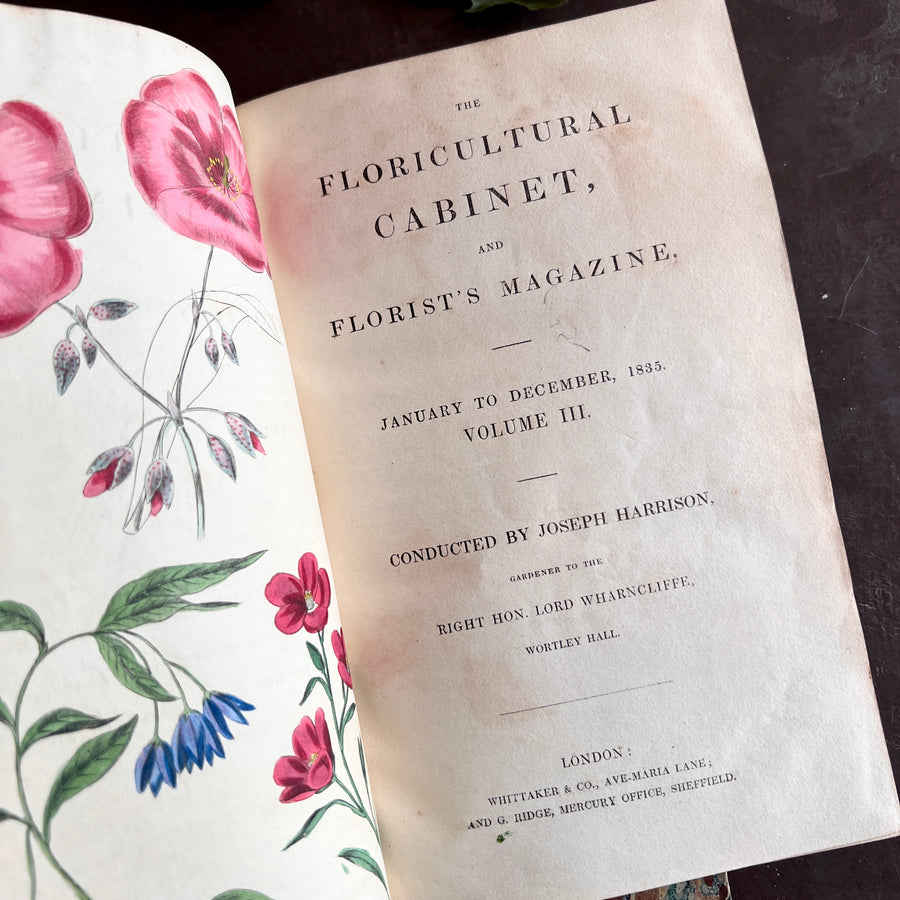 THE
FLORICULTURAL
CABINET,
AND
FLORIST'S MAGAZINE.
JANUARY TO DECEMBER, 1835.
VOLUME III.
CONDUCTED BY JOSEPH HARRISON,
GARDENER TO THE
RIGHT HON. LORD WHARNCLIFFE,
WORTLEY HALL.
LONDON:
WHITTAKER & CO., AVE-MARIA LANE;
AND G. RIDGE, MERCURY OFFICE, SHEFFIELD.